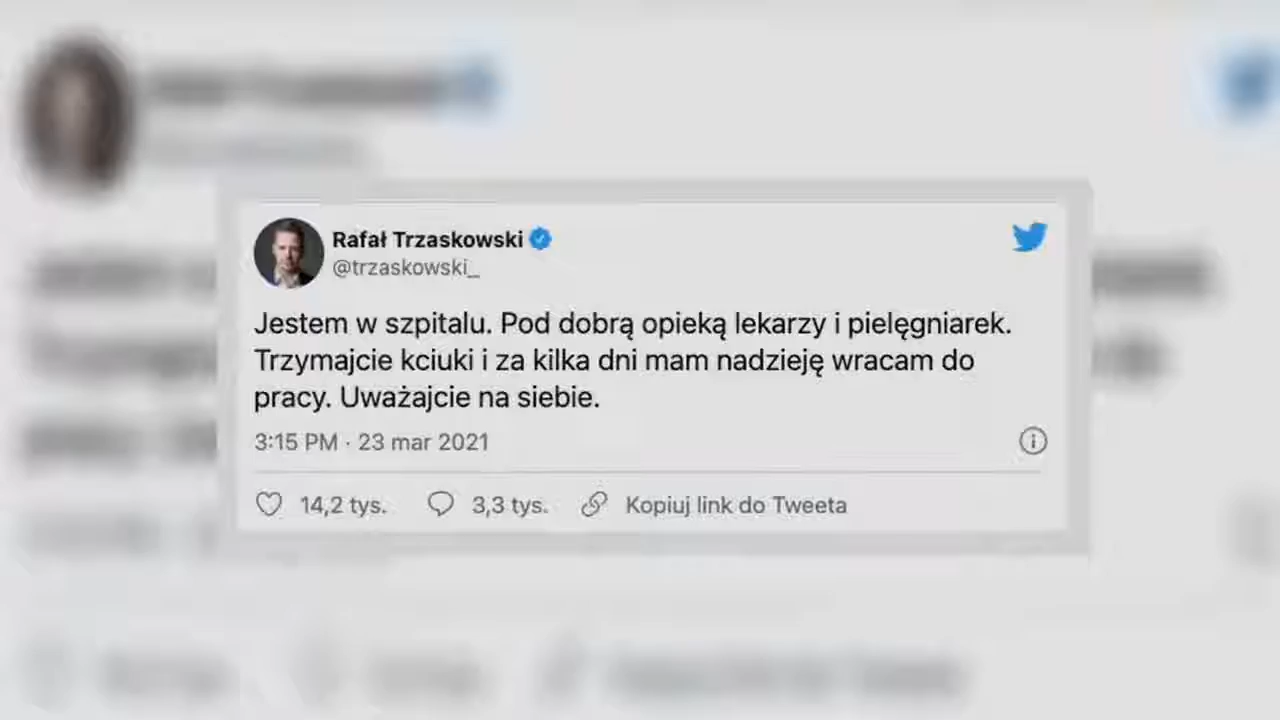 Rafał Trzaskowski
@trzaskowski_
Jestem w szpitalu. Pod dobrą opieką lekarzy i pielęgniarek.
Trzymajcie kciuki i za kilka dni mam nadzieję wracam do
pracy. Uważajcie na siebie.
3:15 PM · 23 mar 2021
14,2 tys. 3,3 tys. Kopiuj link do Tweeta